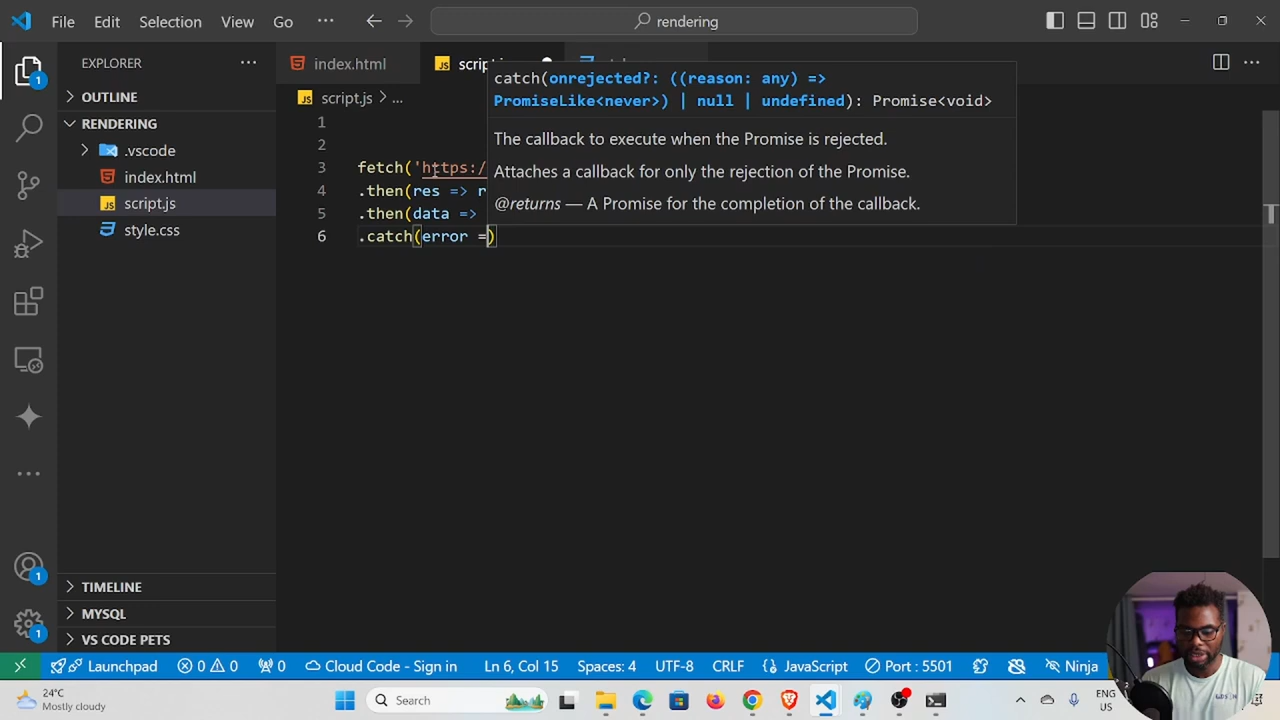 File Edit Selection View Go ··· rendering
EXPLORER ···
OUTLINE
RENDERING
.vscode
index.html
script.js
style.css
TIMELINE
MYSQL
VS CODE PETS
index.html
script.js > ...
catch(onrejected?: ((reason: any) =>
PromiseLike<never>) | null | undefined): Promise<void>
The callback to execute when the Promise is rejected.
Attaches a callback for only the rejection of the Promise.
@returns — A Promise for the completion of the callback.
1
2
3 fetch('https:/
4 .then(res => r
5 .then(data =>
6 .catch(error =)
1
1
1
Launchpad 0 0 0 Cloud Code - Sign in Ln 6, Col 15 Spaces: 4 UTF-8 CRLF {} JavaScript Port : 5501 Ninja
24°C
Mostly cloudy
Search
ENG
US